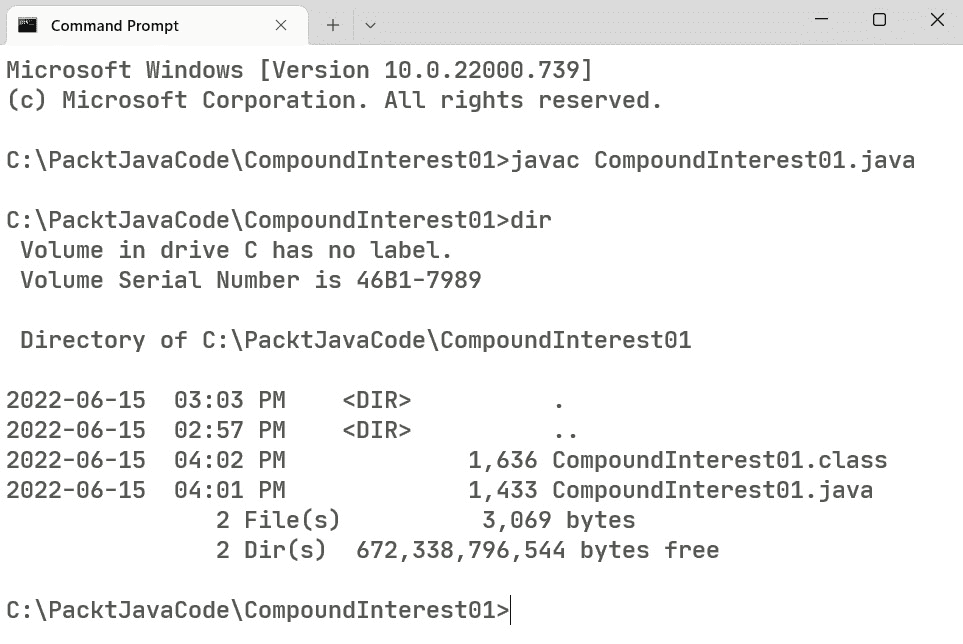 Command Prompt
Microsoft Windows [Version 10.0.22000.739]
(c) Microsoft Corporation. All rights reserved.
C:\PacktJavaCode\CompoundInterest01>javac CompoundInterest01.java
C:\PacktJavaCode\CompoundInterest01>dir
 Volume in drive C has no label.
 Volume Serial Number is 46B1-7989
 Directory of C:\PacktJavaCode\CompoundInterest01
2022-06-15  03:03 PM    <DIR>          .
2022-06-15  02:57 PM    <DIR>          ..
2022-06-15  04:02 PM             1,636 CompoundInterest01.class
2022-06-15  04:01 PM             1,433 CompoundInterest01.java
               2 File(s)          3,069 bytes
               2 Dir(s)  672,338,796,544 bytes free
C:\PacktJavaCode\CompoundInterest01>